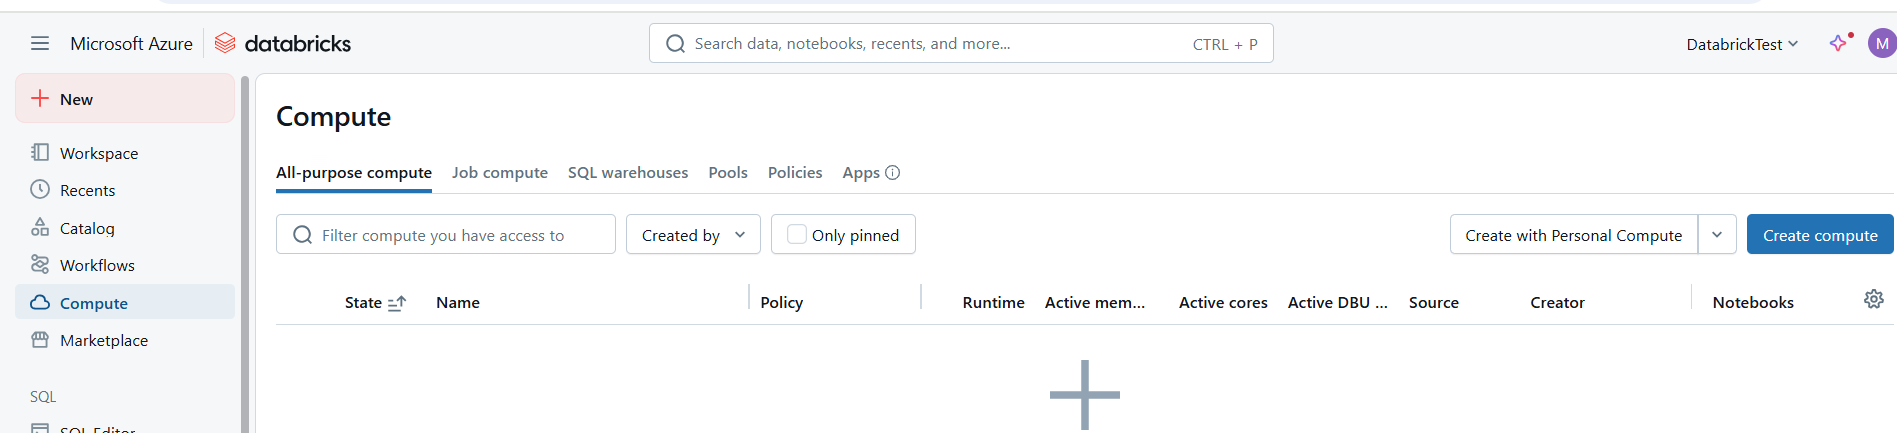 Microsoft Azure databricks
Search data, notebooks, recents, and more... CTRL + P
DatabrickTest
M
New
Workspace
Recents
Catalog
Workflows
Compute
Marketplace
SQL
SQL Editor
Compute
All-purpose compute Job compute SQL warehouses Pools Policies Apps
Filter compute you have access to Created by Only pinned Create with Personal Compute Create compute
State Name Policy Runtime Active mem... Active cores Active DBU ... Source Creator Notebooks